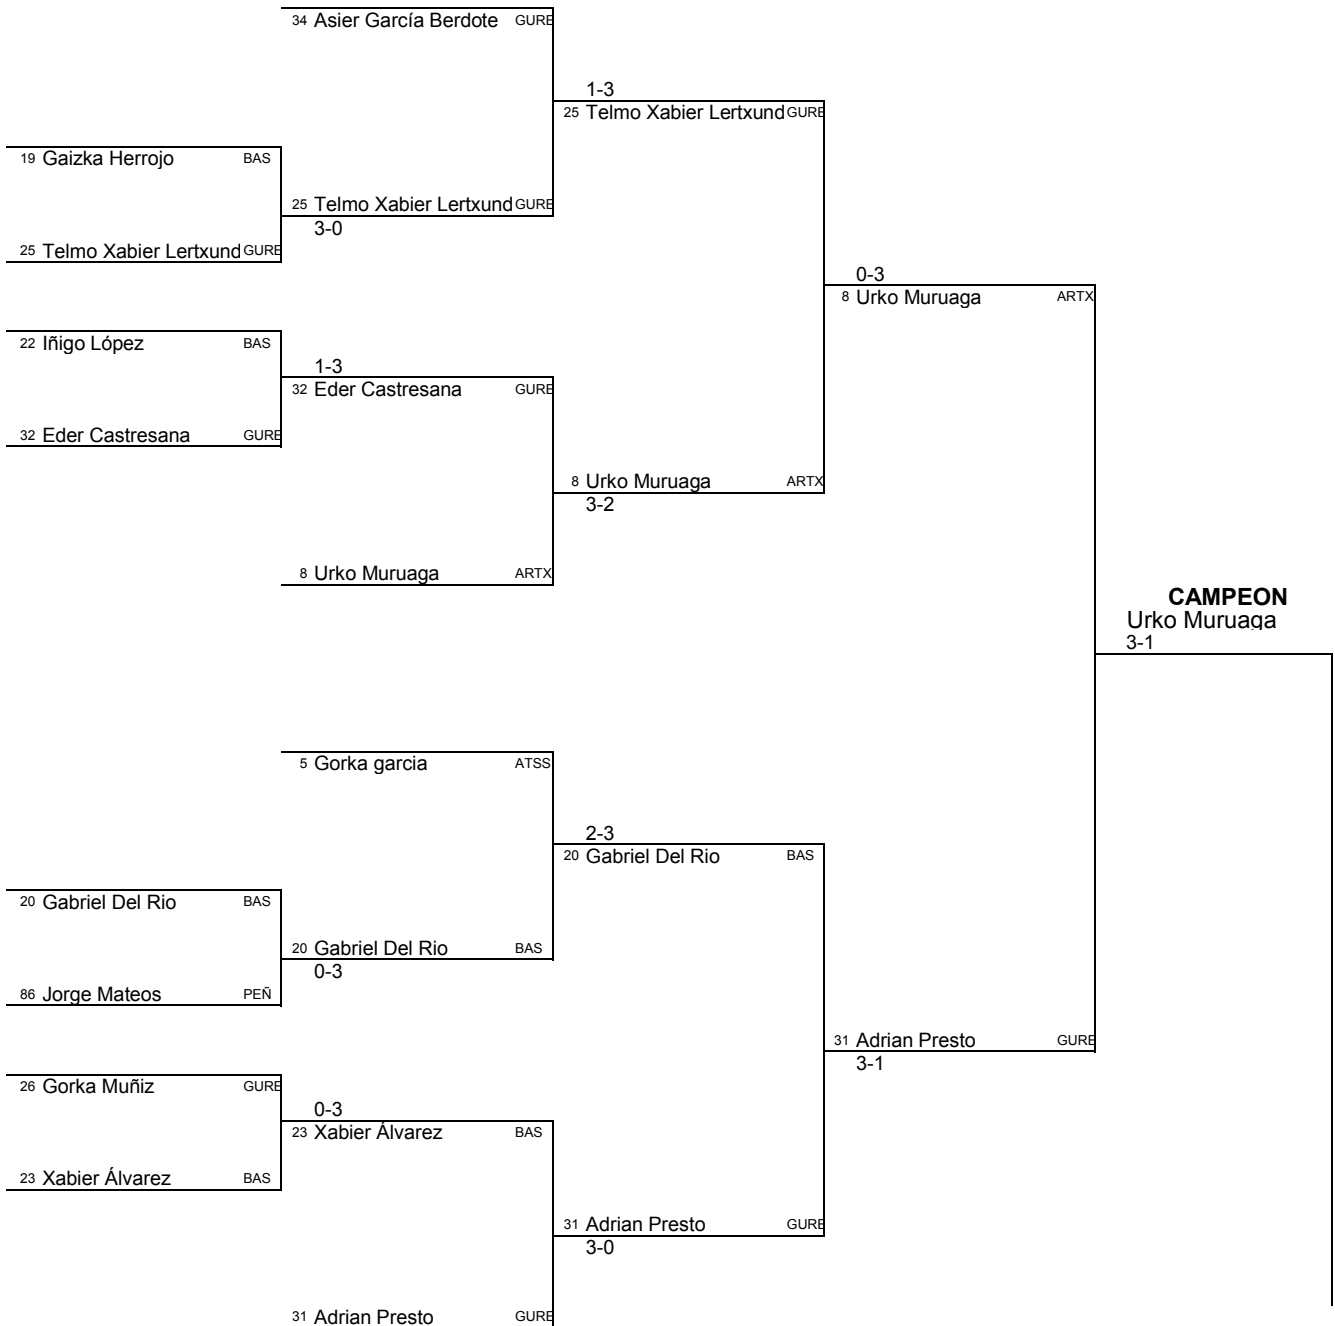 34 Asier García Berdote GURE
1-3
25 Telmo Xabier Lertxund GURE
19 Gaizka Herrojo BAS
25 Telmo Xabier Lertxund GURE
3-0
25 Telmo Xabier Lertxund GURE
0-3
8 Urko Muruaga ARTX
22 Iñigo López BAS
1-3
32 Eder Castresana GURE
32 Eder Castresana GURE
8 Urko Muruaga ARTX
3-2
8 Urko Muruaga ARTX
CAMPEON
Urko Muruaga
3-1
5 Gorka garcia ATSS
2-3
20 Gabriel Del Rio BAS
20 Gabriel Del Rio BAS
20 Gabriel Del Rio BAS
0-3
86 Jorge Mateos PEÑ
31 Adrian Presto GURE
3-1
26 Gorka Muñiz GURE
0-3
23 Xabier Álvarez BAS
23 Xabier Álvarez BAS
31 Adrian Presto GURE
3-0
31 Adrian Presto GURE